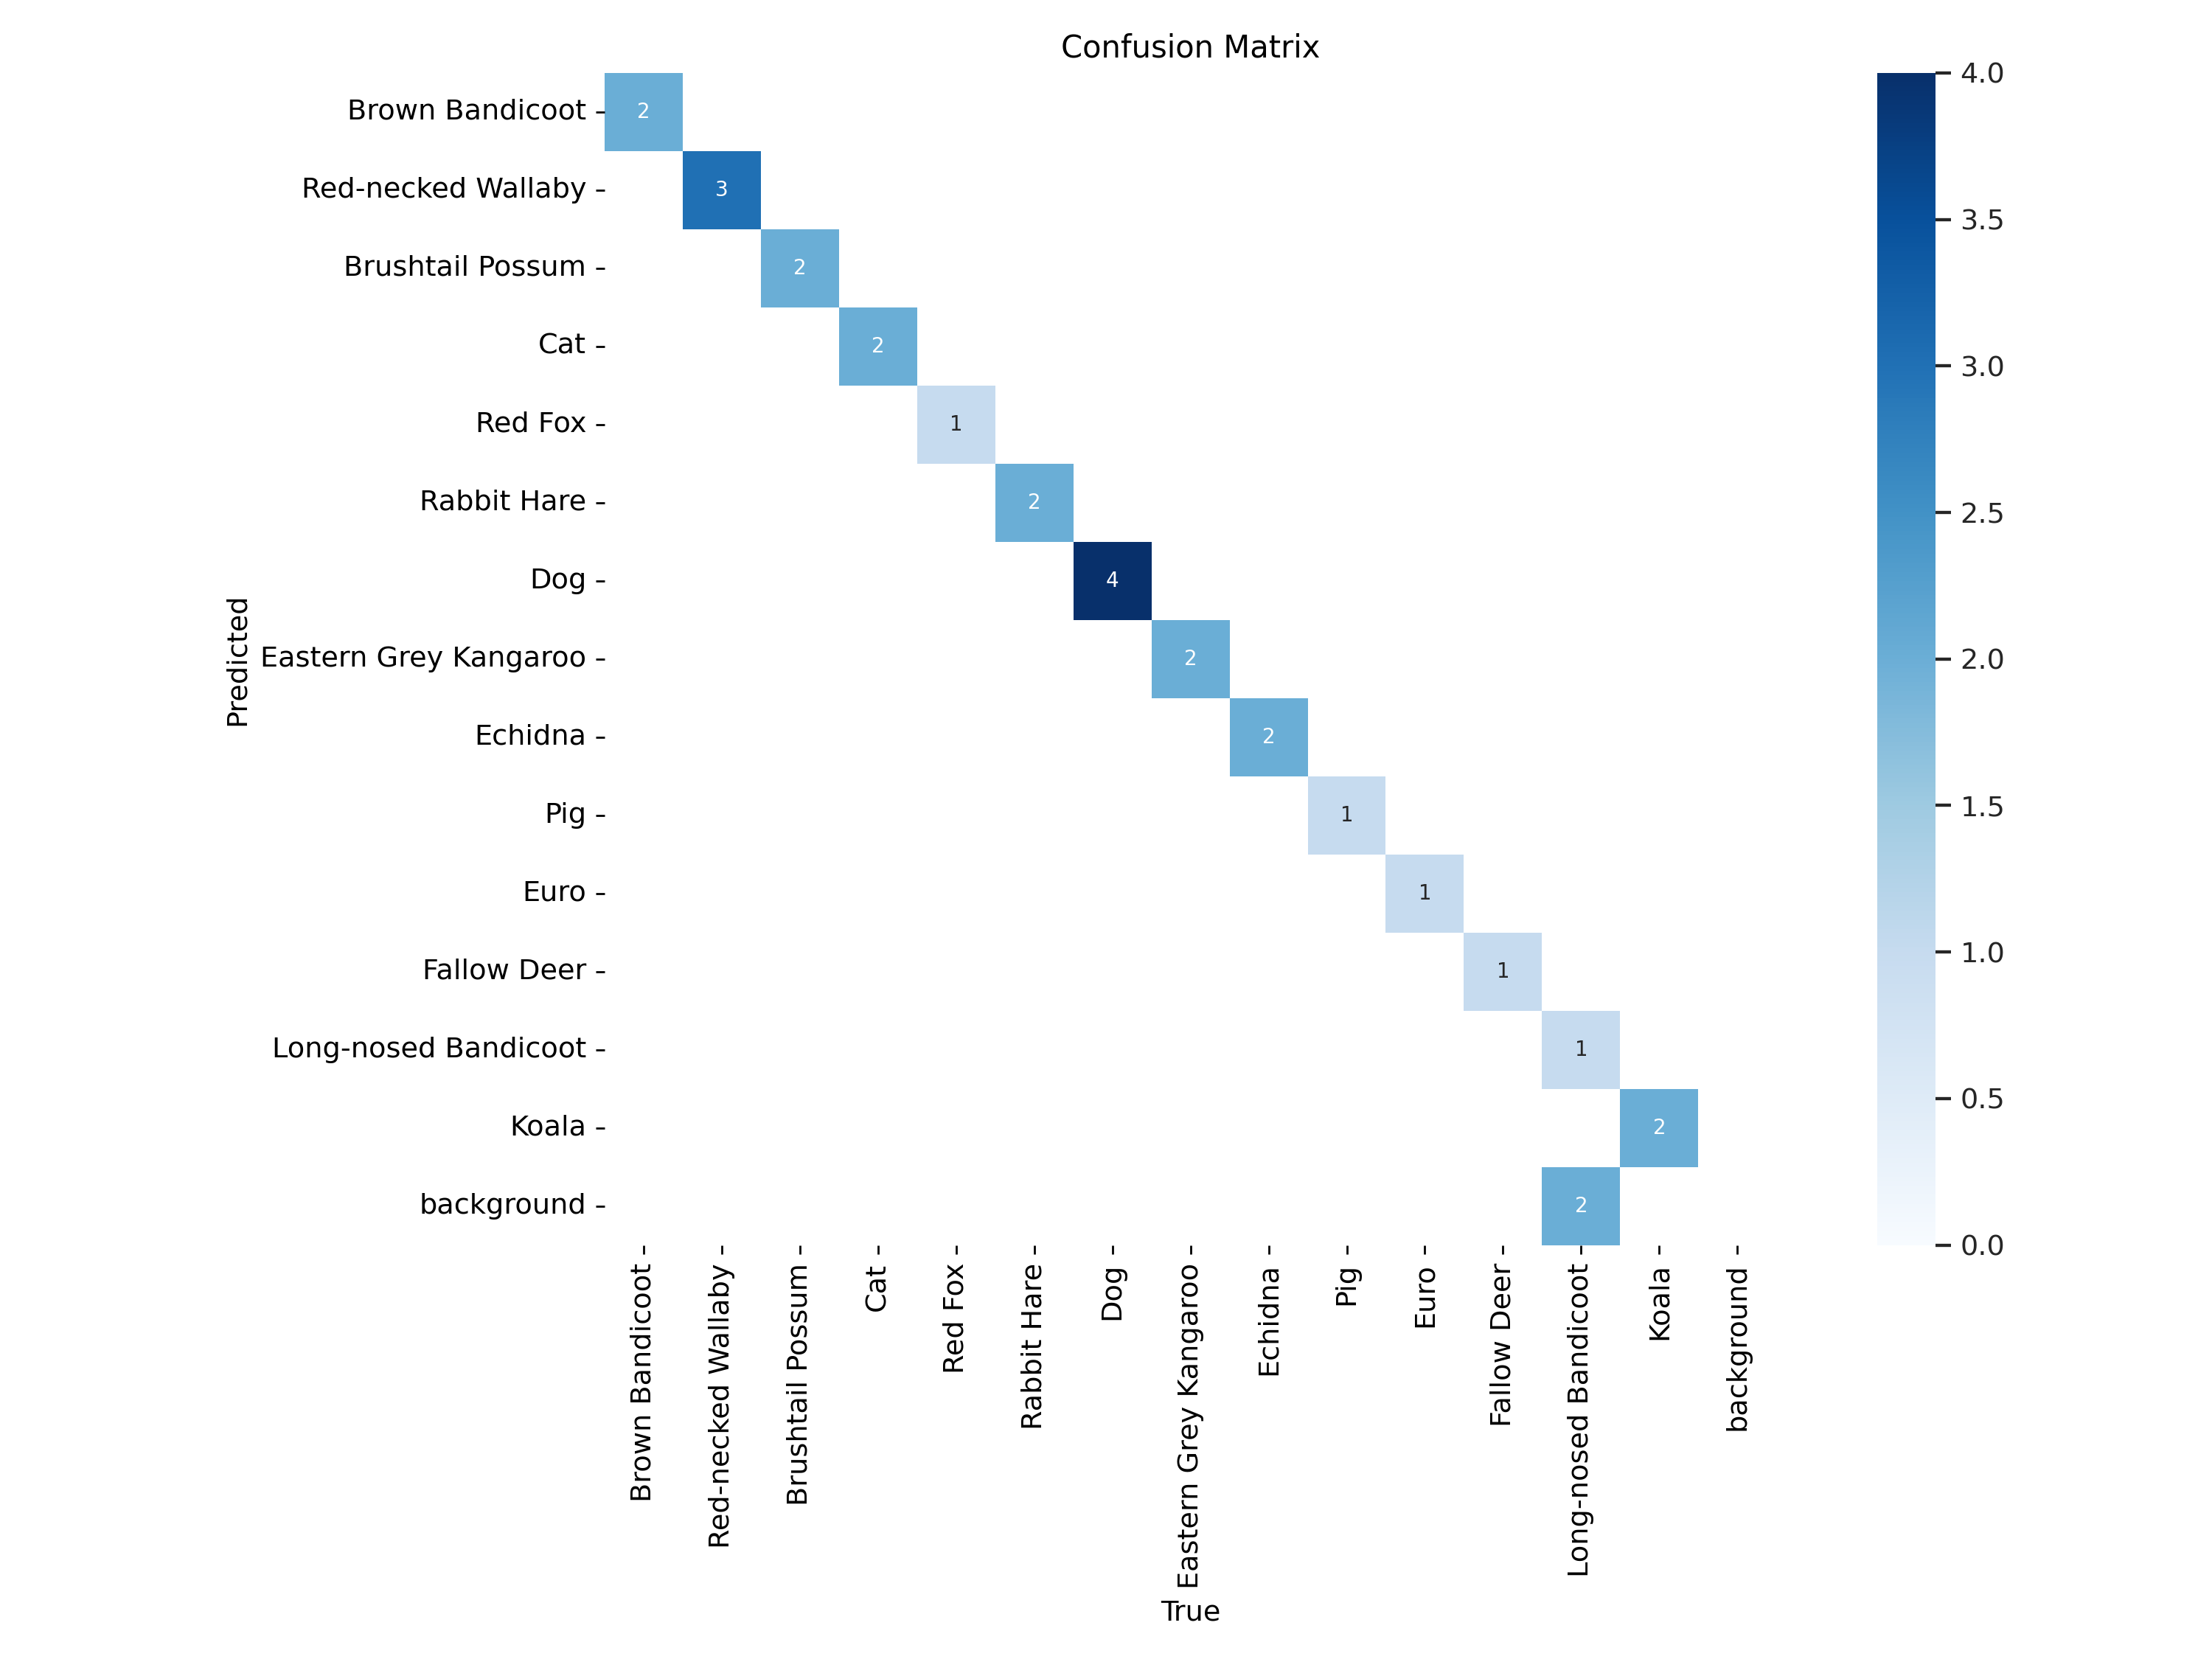 Confusion Matrix
Brown Bandicoot
2
Red-necked Wallaby
3
Brushtail Possum
2
Cat
2
Red Fox
1
Rabbit Hare
2
Dog
4
Eastern Grey Kangaroo
2
Echidna
2
Pig
1
Euro
1
Fallow Deer
1
Long-nosed Bandicoot
1
Koala
2
background
2
Predicted
Brown Bandicoot
Red-necked Wallaby
Brushtail Possum
Cat
Red Fox
Rabbit Hare
Dog
Eastern Grey Kangaroo
Echidna
Pig
Euro
Fallow Deer
Long-nosed Bandicoot
Koala
background
True
4.0
3.5
3.0
2.5
2.0
1.5
1.0
0.5
0.0